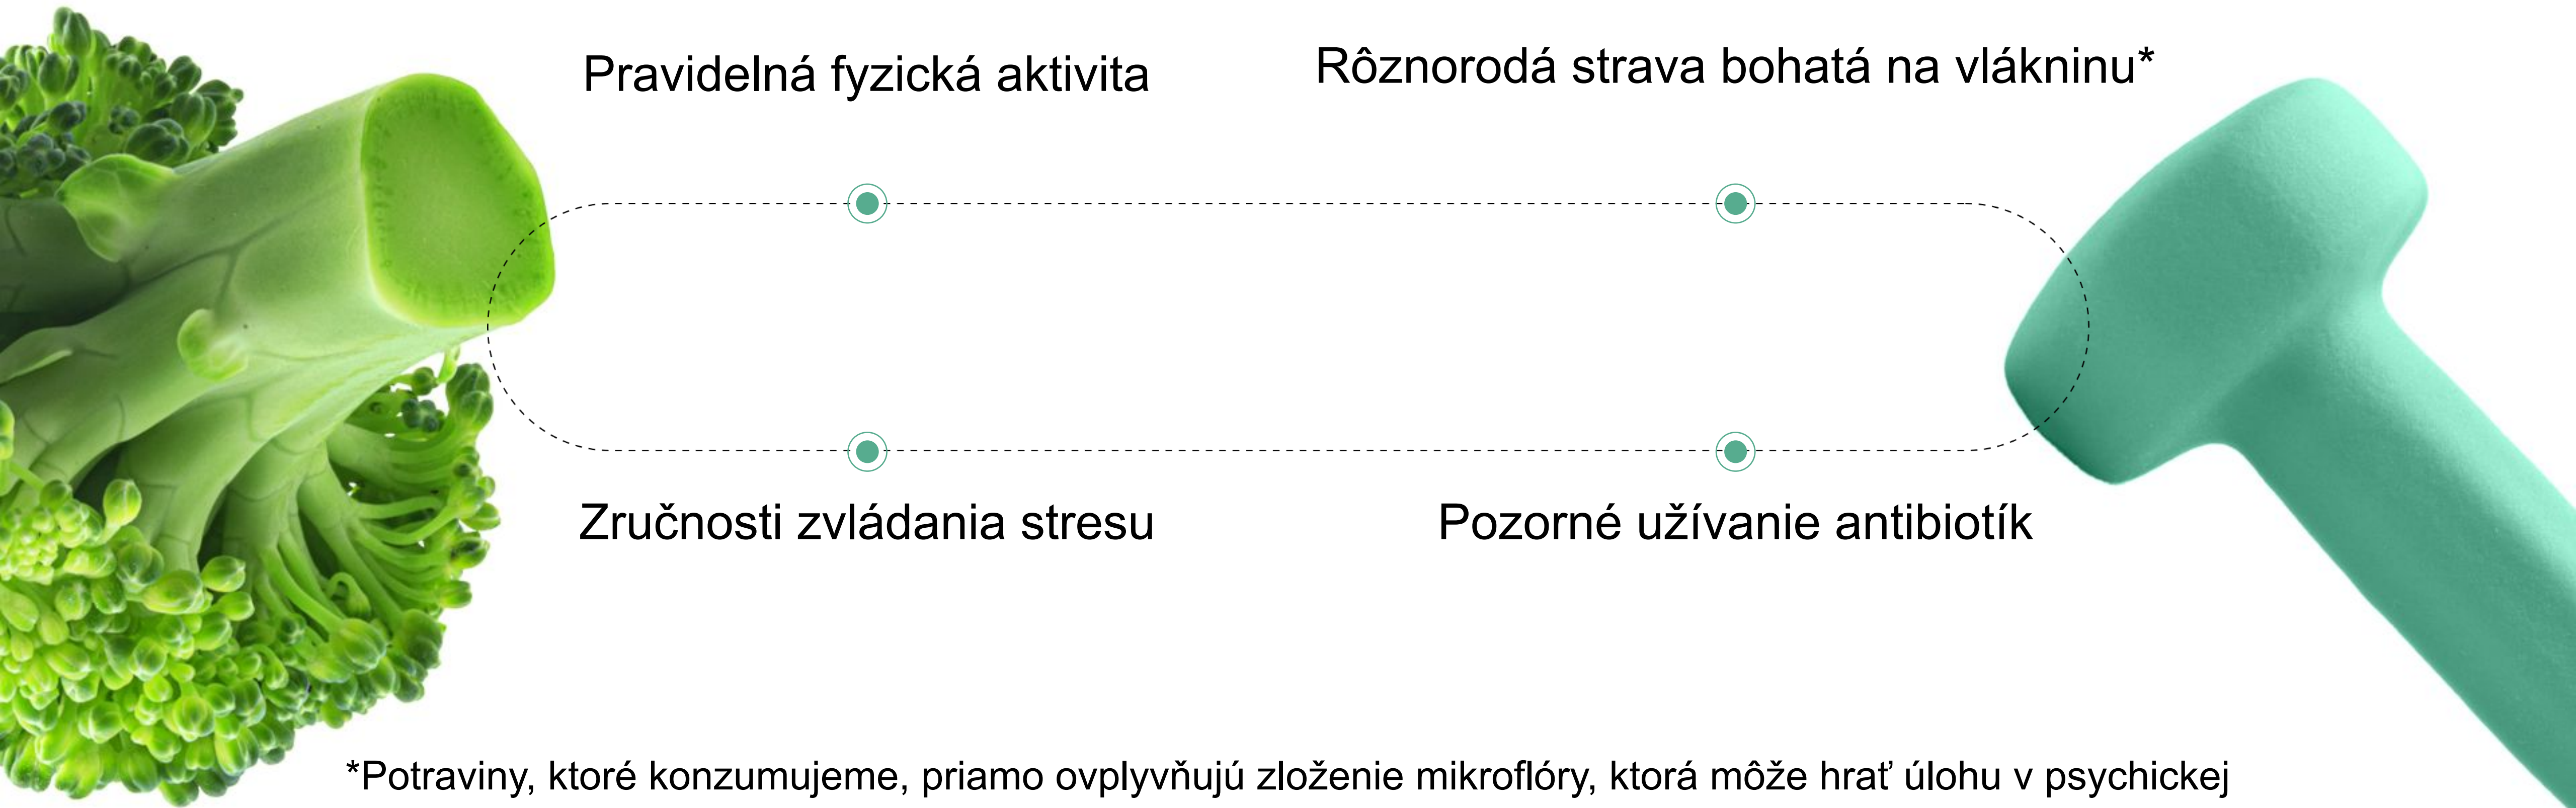 Pravidelná fyzická aktivita
Rôznorodá strava bohatá na vlákninu*
Zručnosti zvládania stresu
Pozorné užívanie antibiotík
*Potraviny, ktoré konzumujeme, priamo ovplyvňujú zloženie mikroflóry, ktorá môže hrať úlohu v psychickej